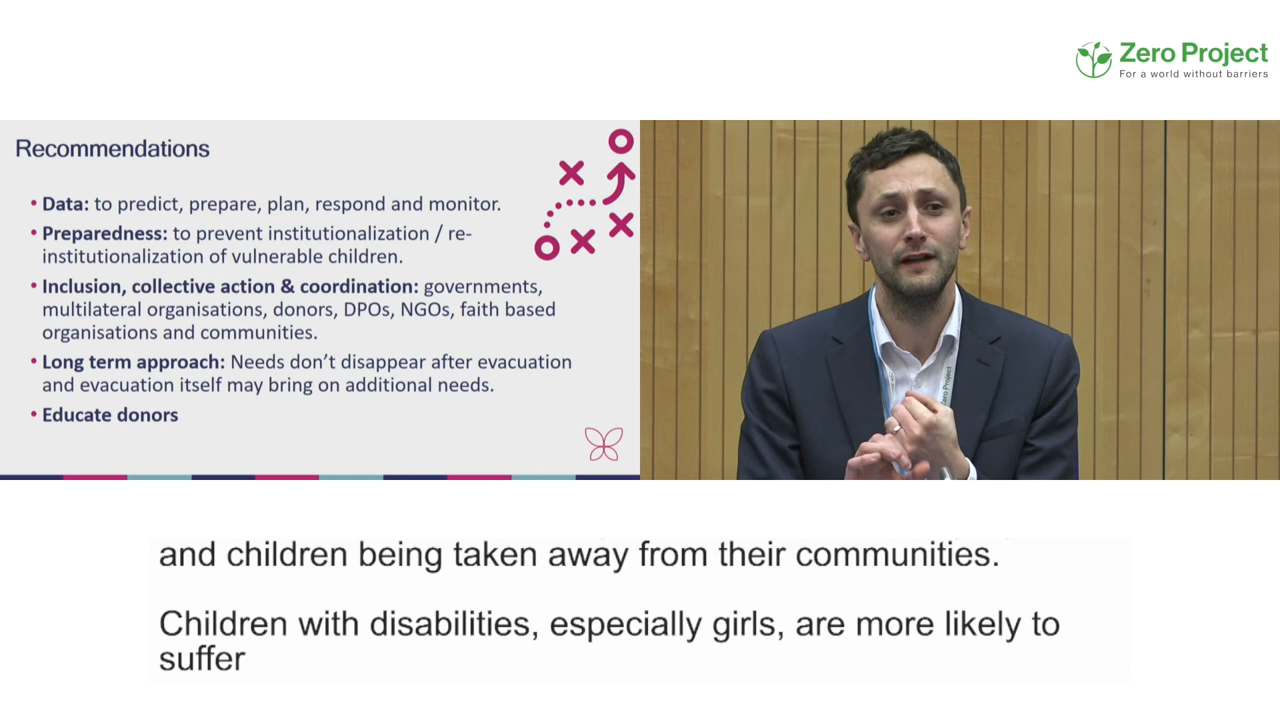 Zero Project
For a world without barriers
Recommendations
• Data: to predict, prepare, plan, respond and monitor.
• Preparedness: to prevent institutionalization / re-
institutionalization of vulnerable children.
• Inclusion, collective action & coordination: governments,
multilateral organisations, donors, DPOs, NGOs, faith based
organisations and communities.
• Long term approach: Needs don't disappear after evacuation
and evacuation itself may bring on additional needs.
• Educate donors
Zero Project
and children being taken away from their communities.
Children with disabilities, especially girls, are more likely to
suffer